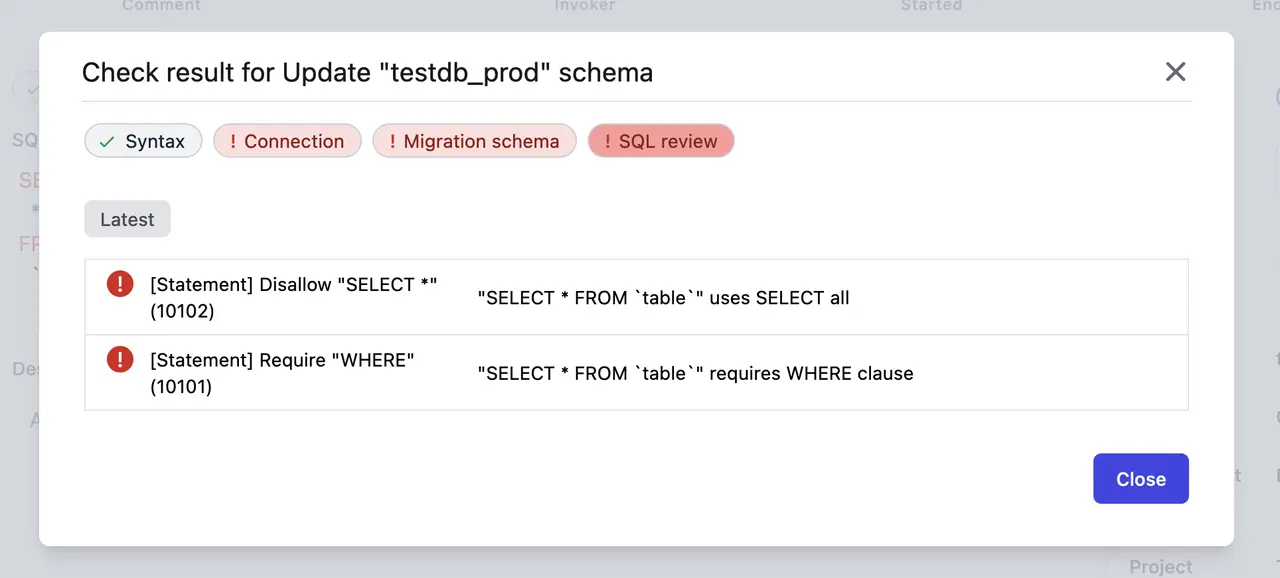 Comment Invoker Started
Check result for Update "testdb_prod" schema
Syntax ! Connection ! Migration schema ! SQL review
Latest
[Statement] Disallow "SELECT *"
(10102)
"SELECT * FROM `table`" uses SELECT all
[Statement] Require "WHERE"
(10101)
"SELECT * FROM `table`" requires WHERE clause
Close
Project